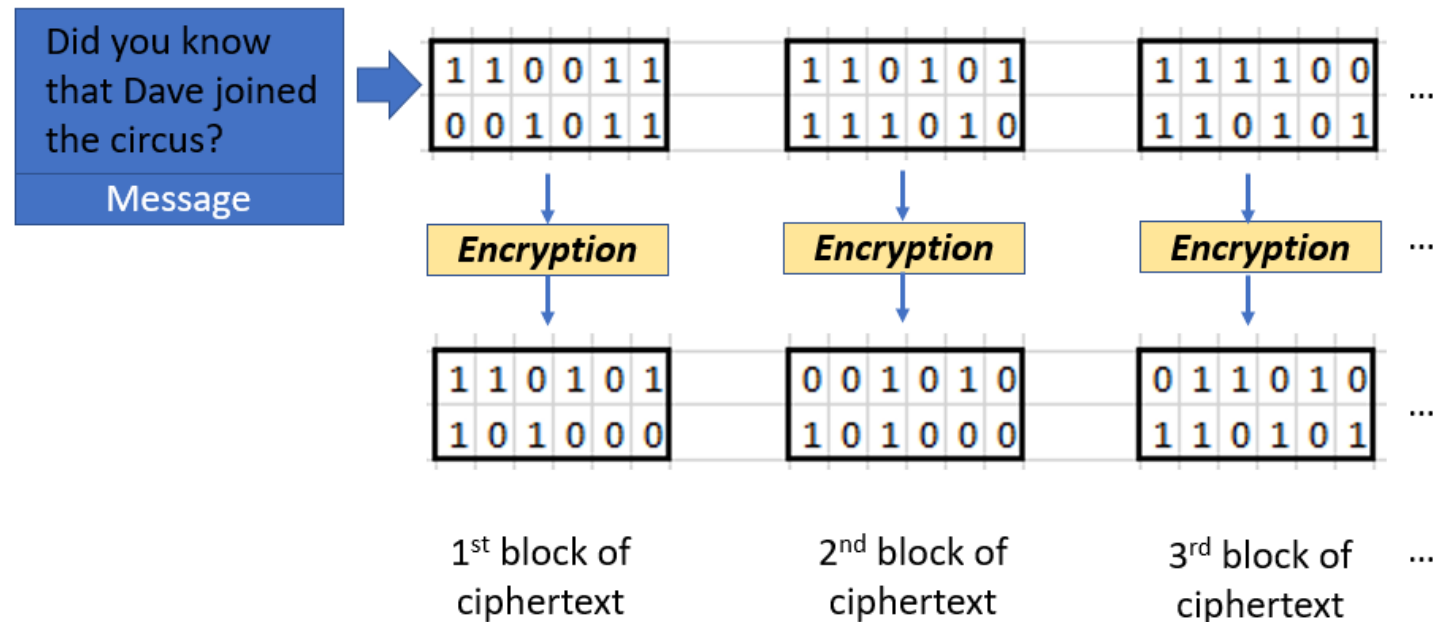 Did you know
that Dave joined
the circus?
Message
1 1 0 0 1 1
0 0 1 0 1 1
1 1 0 1 0 1
1 1 1 0 1 0
1 1 1 1 0 0
1 1 0 1 0 1
...
Encryption
Encryption
Encryption
...
1 1 0 1 0 1
1 0 1 0 0 0
0 0 1 0 1 0
1 0 1 0 0 0
0 1 1 0 1 0
1 1 0 1 0 1
...
1st block of
ciphertext
2nd block of
ciphertext
3rd block of
ciphertext
...